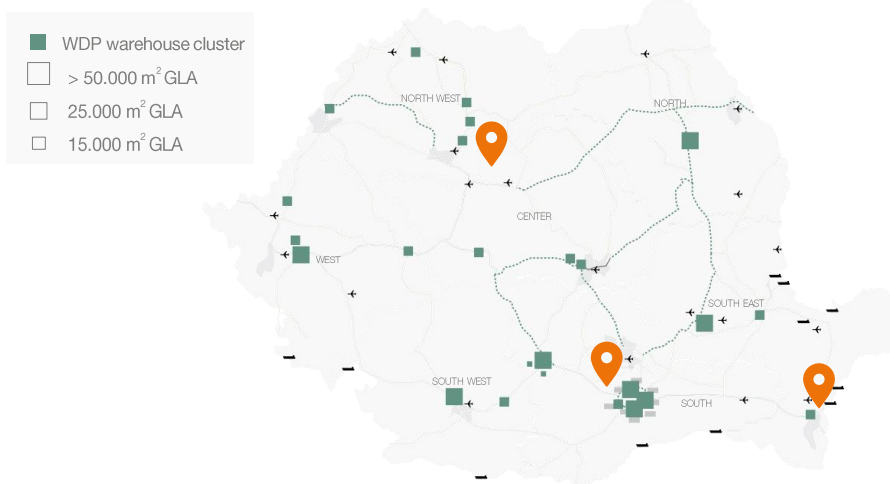 WDP warehouse cluster
> 50.000 m² GLA
25.000 m² GLA
15.000 m² GLA
NORTH WEST
NORTH
CENTER
WEST
SOUTH EAST
SOUTH WEST
SOUTH